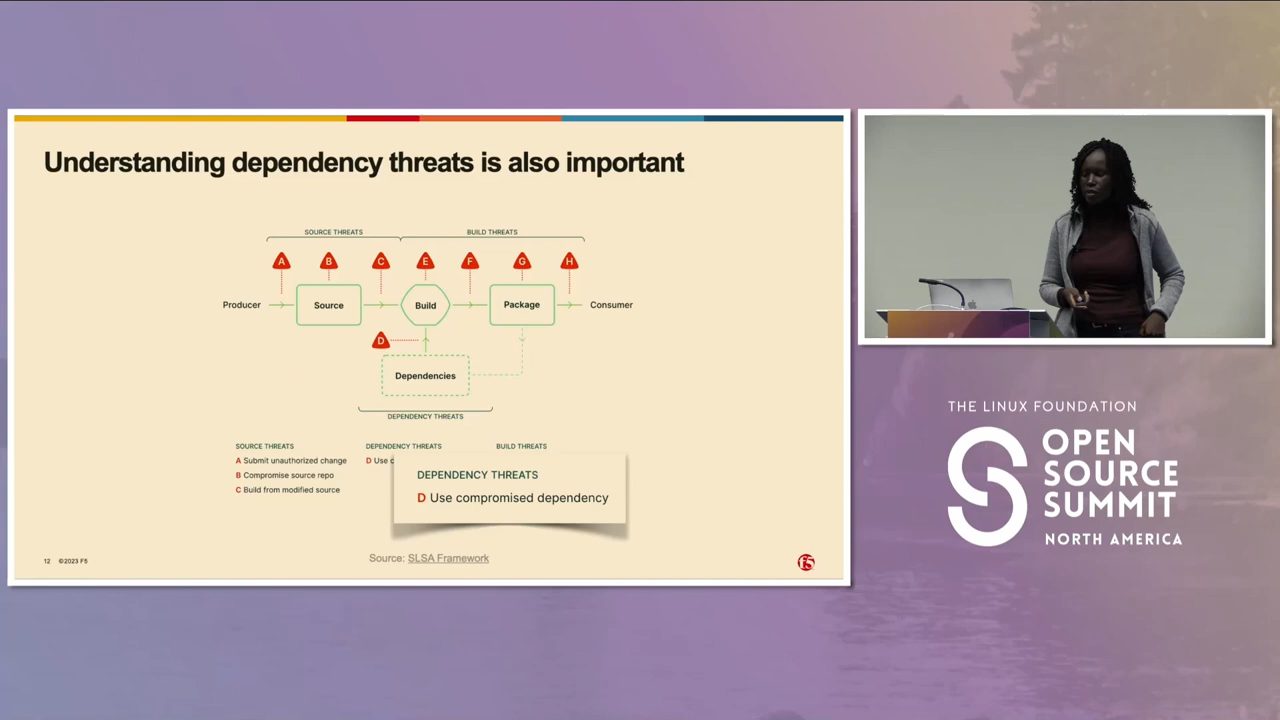 Understanding dependency threats is also important
SOURCE THREATS
BUILD THREATS
A
B
C
E
F
G
H
Producer
Source
Build
Package
Consumer
D
Dependencies
DEPENDENCY THREATS
SOURCE THREATS
A Submit unauthorized change
B Compromise source repo
C Build from modified source
DEPENDENCY THREATS
D Use c
BUILD THREATS
DEPENDENCY THREATS
D Use compromised dependency
Source: SLSA Framework
12 ©2023 F5
F5
THE LINUX FOUNDATION
OPEN
SOURCE
SUMMIT
NORTH AMERICA